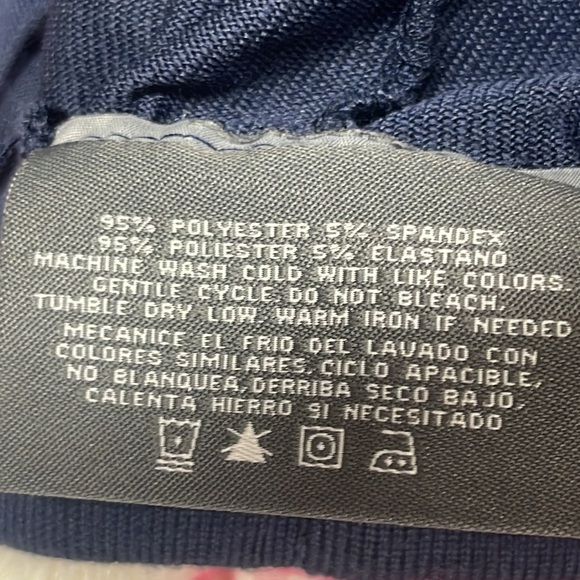 95% POLYESTER 5% SPANDEX
95% POLIESTER 5% ELASTANO
MACHINE WASH COLD WITH LIKE COLORS.
GENTLE CYCLE. DO NOT BLEACH.
TUMBLE DRY LOW. WARM IRON IF NEEDED
MECANICE EL FRIO DEL LAVADO CON
COLORES SIMILARES. CICLO APACIBLE,
NO BLANQUEA, DERRIBA SECO BAJO,
CALENTA HIERRO SI NECESITADO